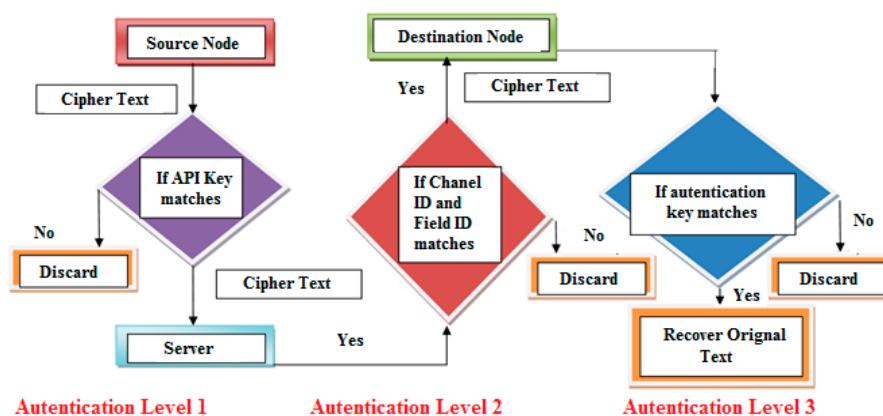 Source Node
Cipher Text
If API Key
matches
No
Discard
Cipher Text
Server
Yes
Autentication Level 1
Destination Node
Yes
Cipher Text
If Chanel
ID and
Field ID
matches
No
Discard
Autentication Level 2
If autentication
key matches
No
Discard
Yes
Recover Orignal
Text
Autentication Level 3